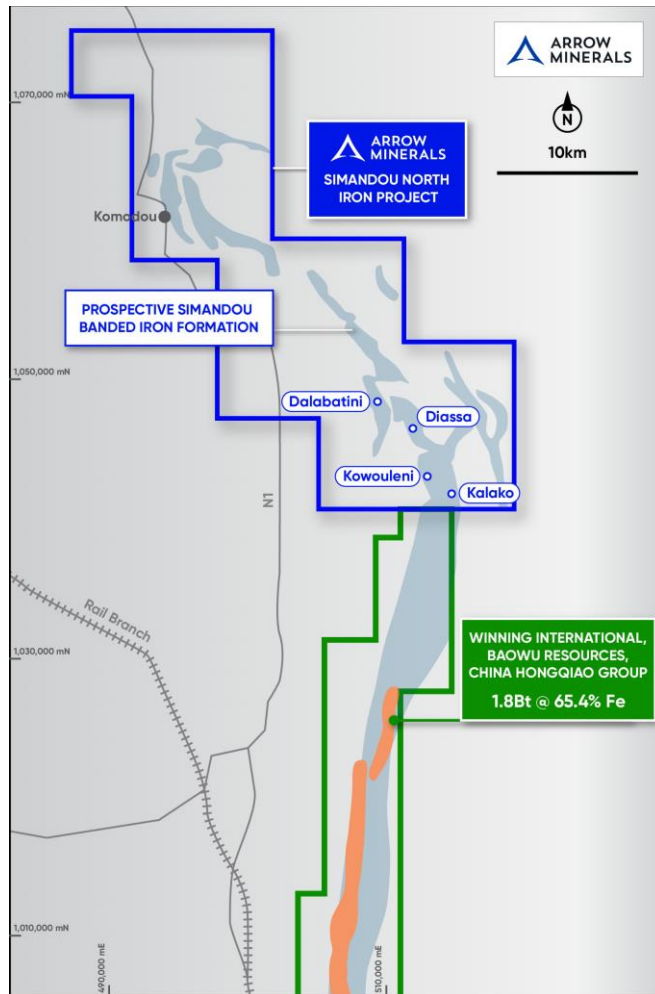 ARROW
MINERALS
1,070,000 mN
N
10km
ARROW
MINERALS
SIMANDOU NORTH
IRON PROJECT
Komodou
PROSPECTIVE SIMANDOU
BANDED IRON FORMATION
1,050,000 mN
Dalabatini
Diassa
Kowouleni
Kalako
N1
Rail Branch
1,030,000 mN
WINNING INTERNATIONAL,
BAOWU RESOURCES,
CHINA HONGQIAO GROUP
1.8Bt @ 65.4% Fe
1,010,000 mN
490,000 mE
510,000 mE